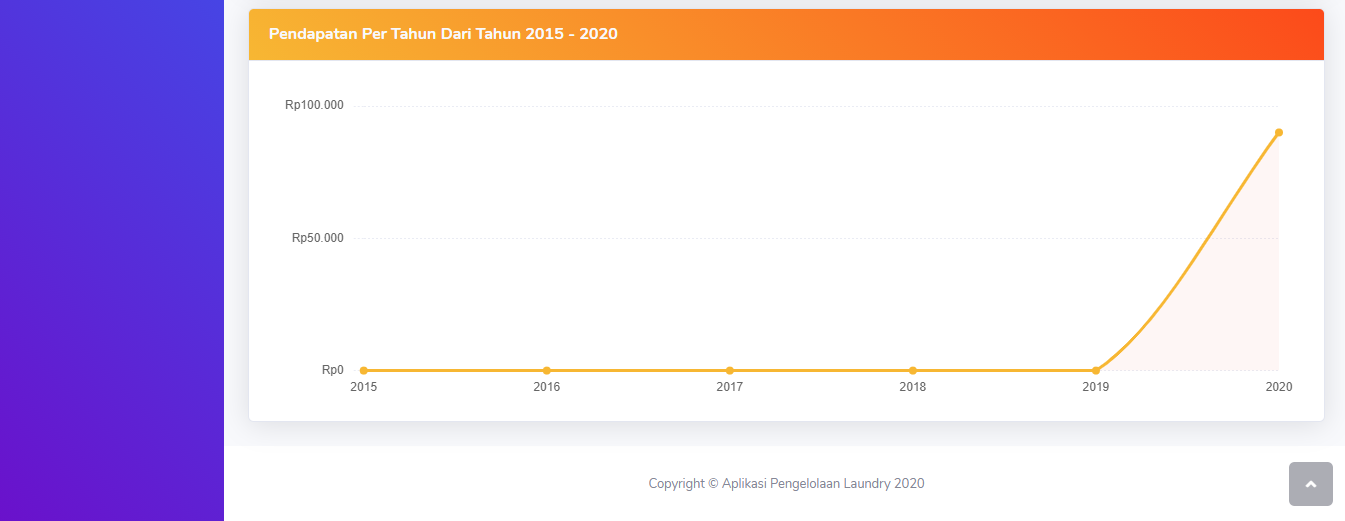 Pendapatan Per Tahun Dari Tahun 2015 - 2020
Rp100.000
Rp50.000
Rp0
2015 2016 2017 2018 2019 2020
Copyright © Aplikasi Pengelolaan Laundry 2020